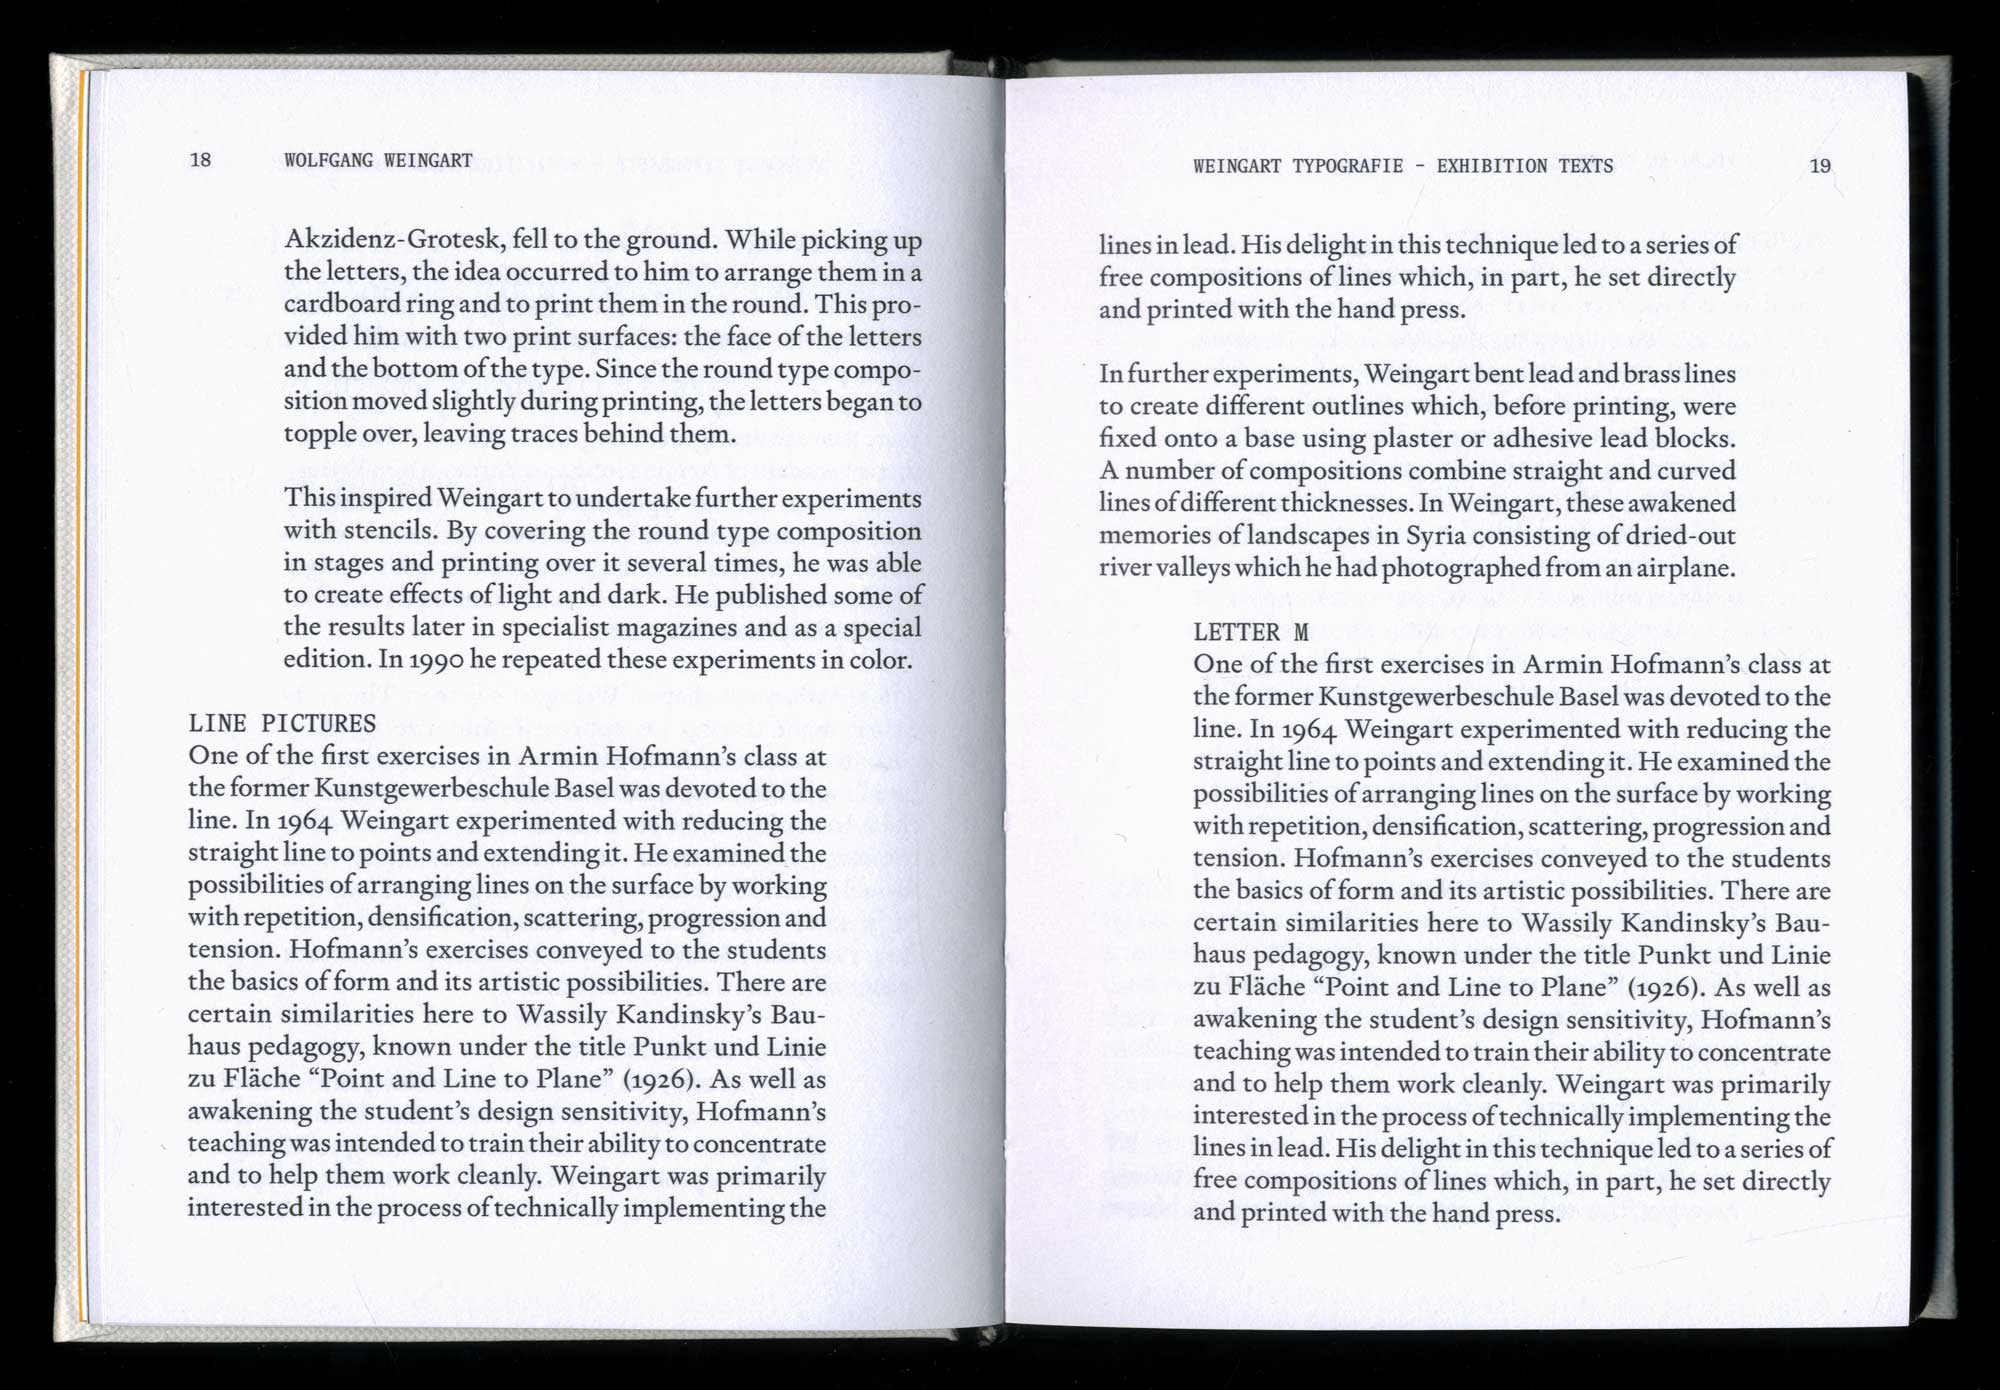 18 WOLFGANG WEINGART
Akzidenz-Grotesk, fell to the ground. While picking up
the letters, the idea occurred to him to arrange them in a
cardboard ring and to print them in the round. This pro-
vided him with two print surfaces: the face of the letters
and the bottom of the type. Since the round type compo-
sition moved slightly during printing, the letters began to
topple over, leaving traces behind them.
This inspired Weingart to undertake further experiments
with stencils. By covering the round type composition
in stages and printing over it several times, he was able
to create effects of light and dark. He published some of
the results later in specialist magazines and as a special
edition. In 1990 he repeated these experiments in color.
LINE PICTURES
One of the first exercises in Armin Hofmann’s class at
the former Kunstgewerbeschule Basel was devoted to the
line. In 1964 Weingart experimented with reducing the
straight line to points and extending it. He examined the
possibilities of arranging lines on the surface by working
with repetition, densification, scattering, progression and
tension. Hofmann’s exercises conveyed to the students
the basics of form and its artistic possibilities. There are
certain similarities here to Wassily Kandinsky’s Bau-
haus pedagogy, known under the title Punkt und Linie
zu Fläche “Point and Line to Plane” (1926). As well as
awakening the student’s design sensitivity, Hofmann’s
teaching was intended to train their ability to concentrate
and to help them work cleanly. Weingart was primarily
interested in the process of technically implementing the
WEINGART TYPOGRAFIE - EXHIBITION TEXTS 19
lines in lead. His delight in this technique led to a series of
free compositions of lines which, in part, he set directly
and printed with the hand press.
In further experiments, Weingart bent lead and brass lines
to create different outlines which, before printing, were
fixed onto a base using plaster or adhesive lead blocks.
A number of compositions combine straight and curved
lines of different thicknesses. In Weingart, these awakened
memories of landscapes in Syria consisting of dried-out
river valleys which he had photographed from an airplane.
LETTER M
One of the first exercises in Armin Hofmann’s class at
the former Kunstgewerbeschule Basel was devoted to the
line. In 1964 Weingart experimented with reducing the
straight line to points and extending it. He examined the
possibilities of arranging lines on the surface by working
with repetition, densification, scattering, progression and
tension. Hofmann’s exercises conveyed to the students
the basics of form and its artistic possibilities. There are
certain similarities here to Wassily Kandinsky’s Bau-
haus pedagogy, known under the title Punkt und Linie
zu Fläche “Point and Line to Plane” (1926). As well as
awakening the student’s design sensitivity, Hofmann’s
teaching was intended to train their ability to concentrate
and to help them work cleanly. Weingart was primarily
interested in the process of technically implementing the
lines in lead. His delight in this technique led to a series of
free compositions of lines which, in part, he set directly
and printed with the hand press.